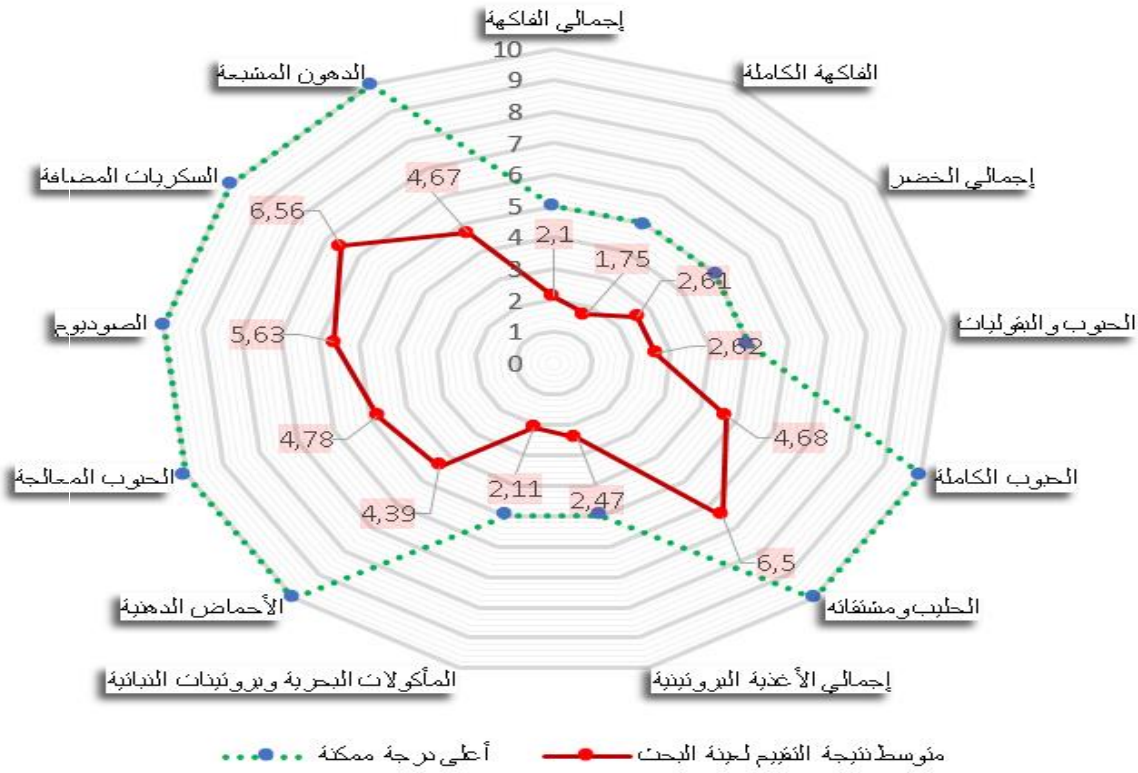 إجمالي الفاكهة
الفاكهة الكاملة
إجمالي الخضر
الحبوب والبقوليات
الحبوب الكاملة
الحليب ومشتقاته
إجمالي الأغذية البروتينية
المأكولات البحرية وبروتينات النباتية
الأحماض الدهنية
الحبوب المعالجة
الصوديوم
السكريات المضافة
الدهون المشبعة
10
9
8
7
6
5
4
3
2
1
0
2,1
1,75
2,61
2,62
4,68
6,5
2,47
2,11
4,39
4,78
5,63
6,56
4,67
متوسط نتيجة التقييم لعينة البحث
أعلى درجة ممكنة